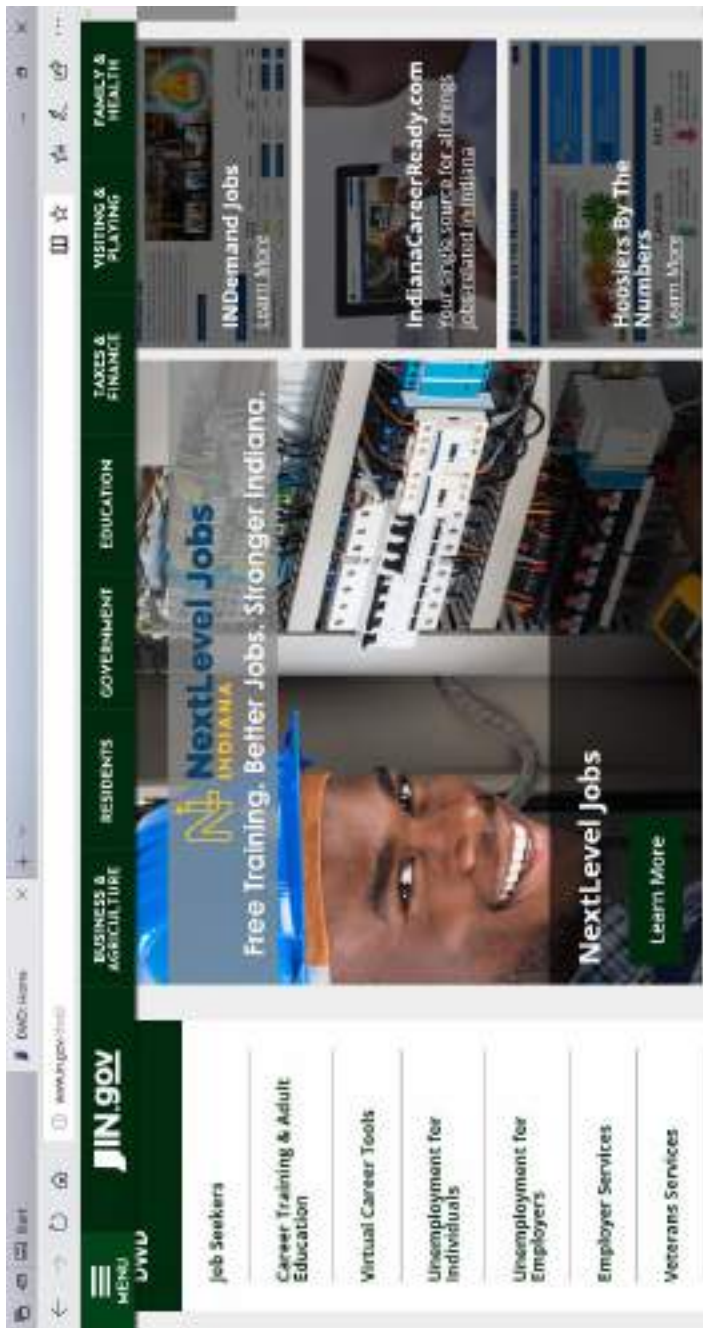 Start
DWD: Home
www.in.gov/dwd/
MENU
IN.gov
BUSINESS &
AGRICULTURE
RESIDENTS
GOVERNMENT
EDUCATION
TAXES &
FINANCE
VISITING &
PLAYING
FAMILY &
HEALTH
DWD
Job Seekers
Career Training & Adult
Education
Virtual Career Tools
Unemployment for
Individuals
Unemployment for
Employers
Employer Services
Veterans Services
NextLevel Jobs
INDIANA
Free Training. Better Jobs. Stronger Indiana.
NextLevel Jobs
Learn More
INDemand Jobs
Learn More
IndianaCareerReady.com
Your single source for all things
jobs-related in Indiana
Hoosiers By The
Numbers
Learn More